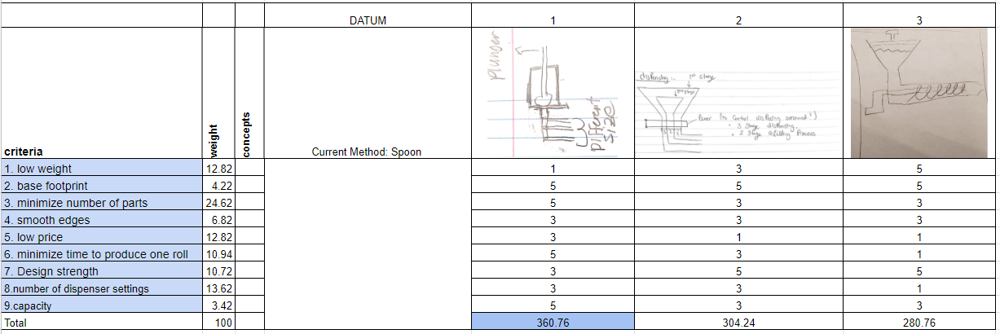 DATUM 1 2 3
criteria weight concepts Current Method: Spoon
plunger
Different
size
dispensing..
1st stage
2nd stage
lever (to control dispensing amount!)
• 3 stage dispensing.
• 2 stage refilling process
1. low weight 12.82 1 3 5
2. base footprint 4.22 5 5 5
3. minimize number of parts 24.62 5 3 3
4. smooth edges 6.82 3 3 3
5. low price 12.82 3 1 1
6. minimize time to produce one roll 10.94 5 3 1
7. Design strength 10.72 3 5 5
8.number of dispenser settings 13.62 3 3 1
9.capacity 3.42 5 3 3
Total 100 360.76 304.24 280.76